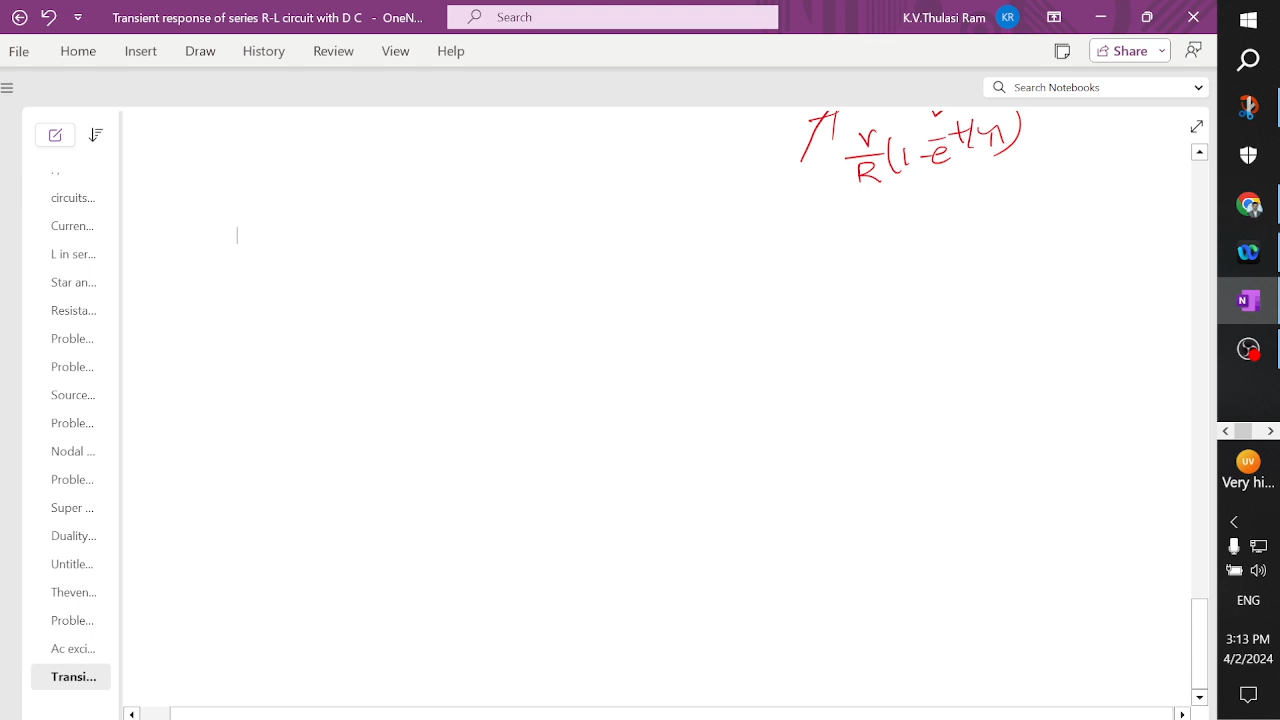 Transient response of series R-L circuit with D C - OneN...
Search
K.V.Thulasi Ram
KR
File Home Insert Draw History Review View Help
Share
Search Notebooks
V/R (1 - e
circuits...
Curren...
L in ser...
Star an...
Resista...
Proble...
Proble...
Source...
Proble...
Nodal ...
Proble...
Super ...
Duality...
Untitle...
Theven...
Proble...
Ac exci...
Transi...
UV
Very hi...
ENG
3:13 PM
4/2/2024